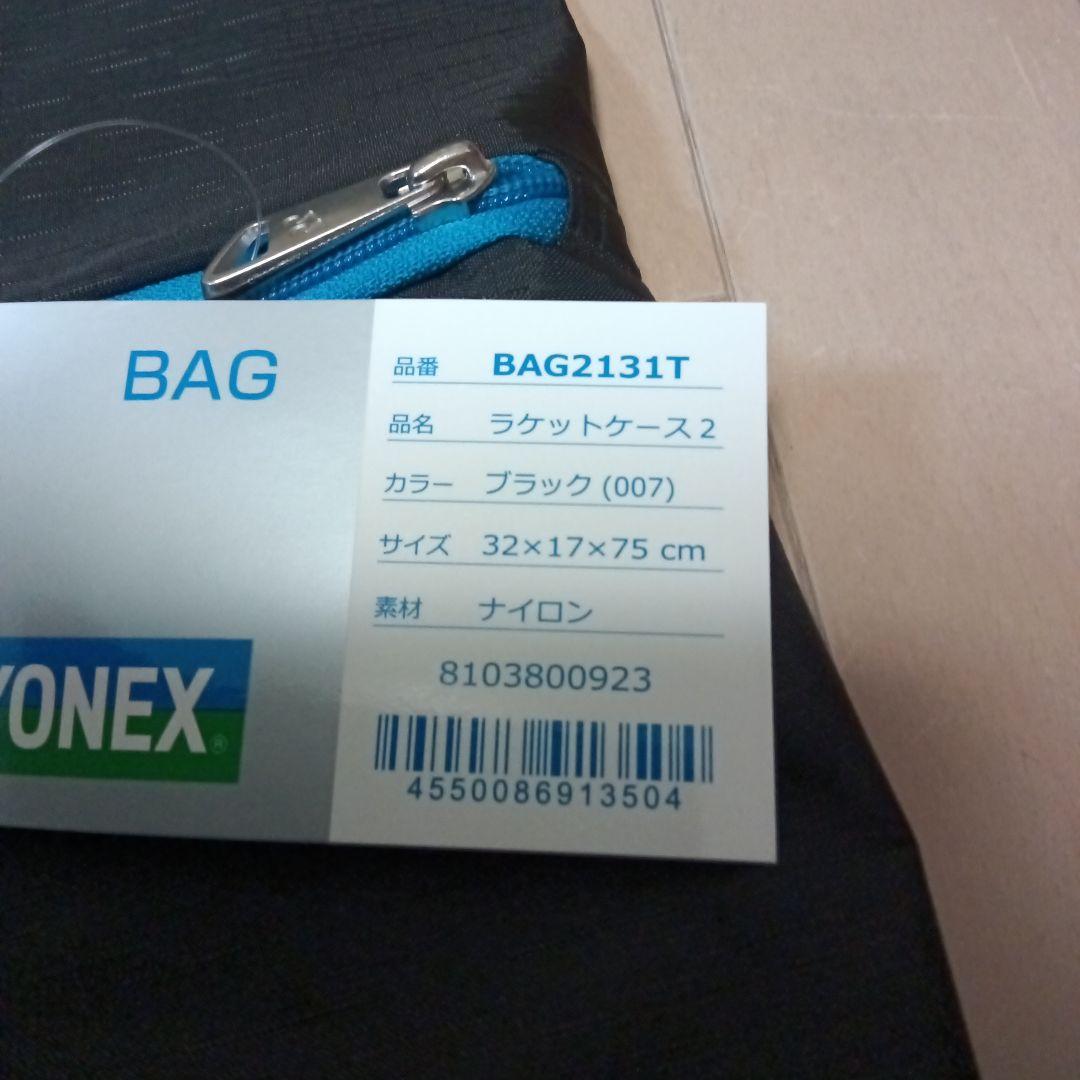 BAG
品番 BAG2131T
品名 ラケットケース2
カラー ブラック (007)
サイズ 32×17×75 cm
素材 ナイロン
8103800923
4550086913504
YONEX®